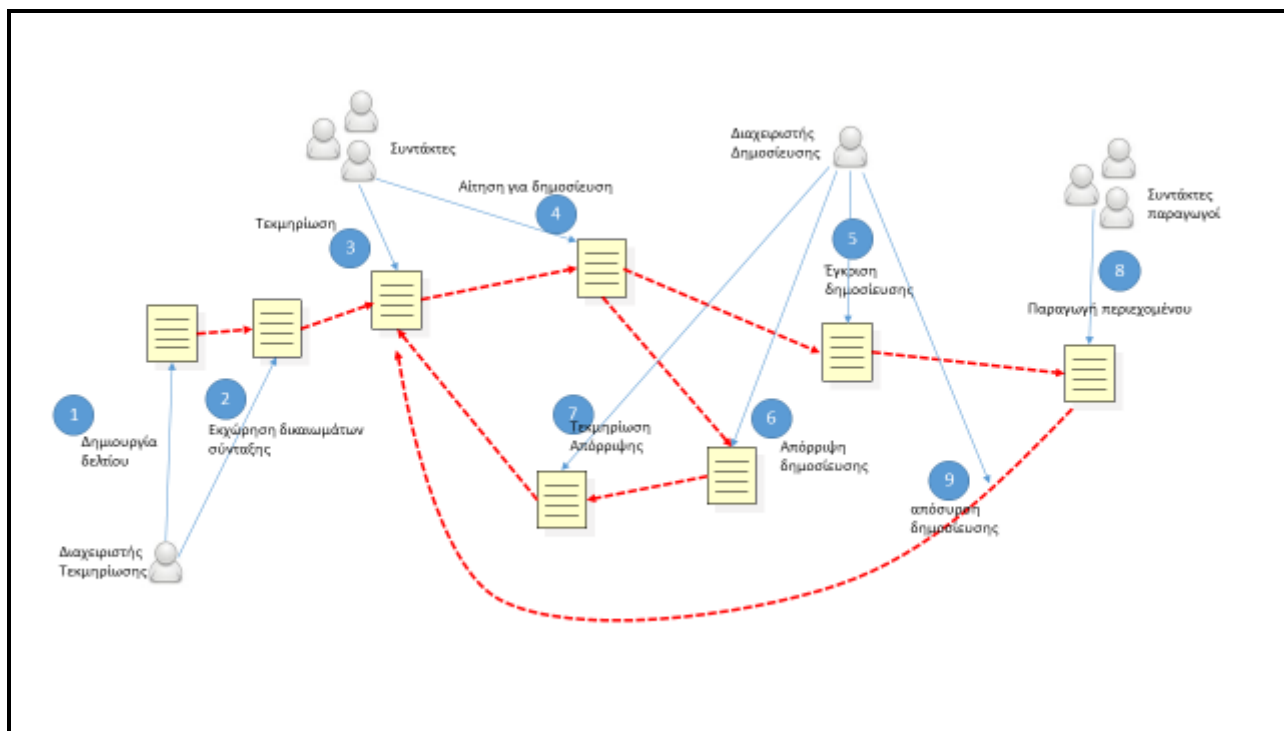 Συντάκτες
Διαχειριστής
Δημοσίευσης
Συντάκτες
παραγωγοί
Αίτηση για δημοσίευση
4
Τεκμηρίωση
3
5
Έγκριση
δημοσίευσης
8
Παραγωγή περιεχομένου
1
Δημιουργία
δελτίου
2
Εκχώρηση δικαιωμάτων
σύνταξης
7
Τεκμηρίωση
Απόρριψης
6
Απόρριψη
δημοσίευσης
9
απόσυρση
δημοσίευσης
Διαχειριστής
Τεκμηρίωσης